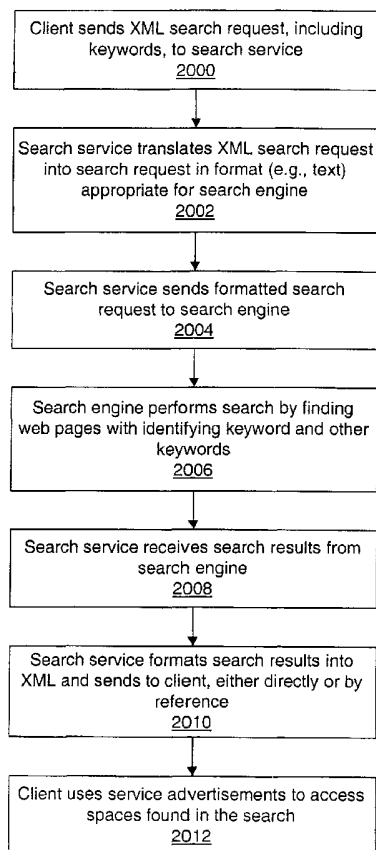 Client sends XML search request, including
keywords, to search service
2000
Search service translates XML search request
into search request in format (e.g., text)
appropriate for search engine
2002
Search service sends formatted search
request to search engine
2004
Search engine performs search by finding
web pages with identifying keyword and other
keywords
2006
Search service receives search results from
search engine
2008
Search service formats search results into
XML and sends to client, either directly or by
reference
2010
Client uses service advertisements to access
spaces found in the search
2012